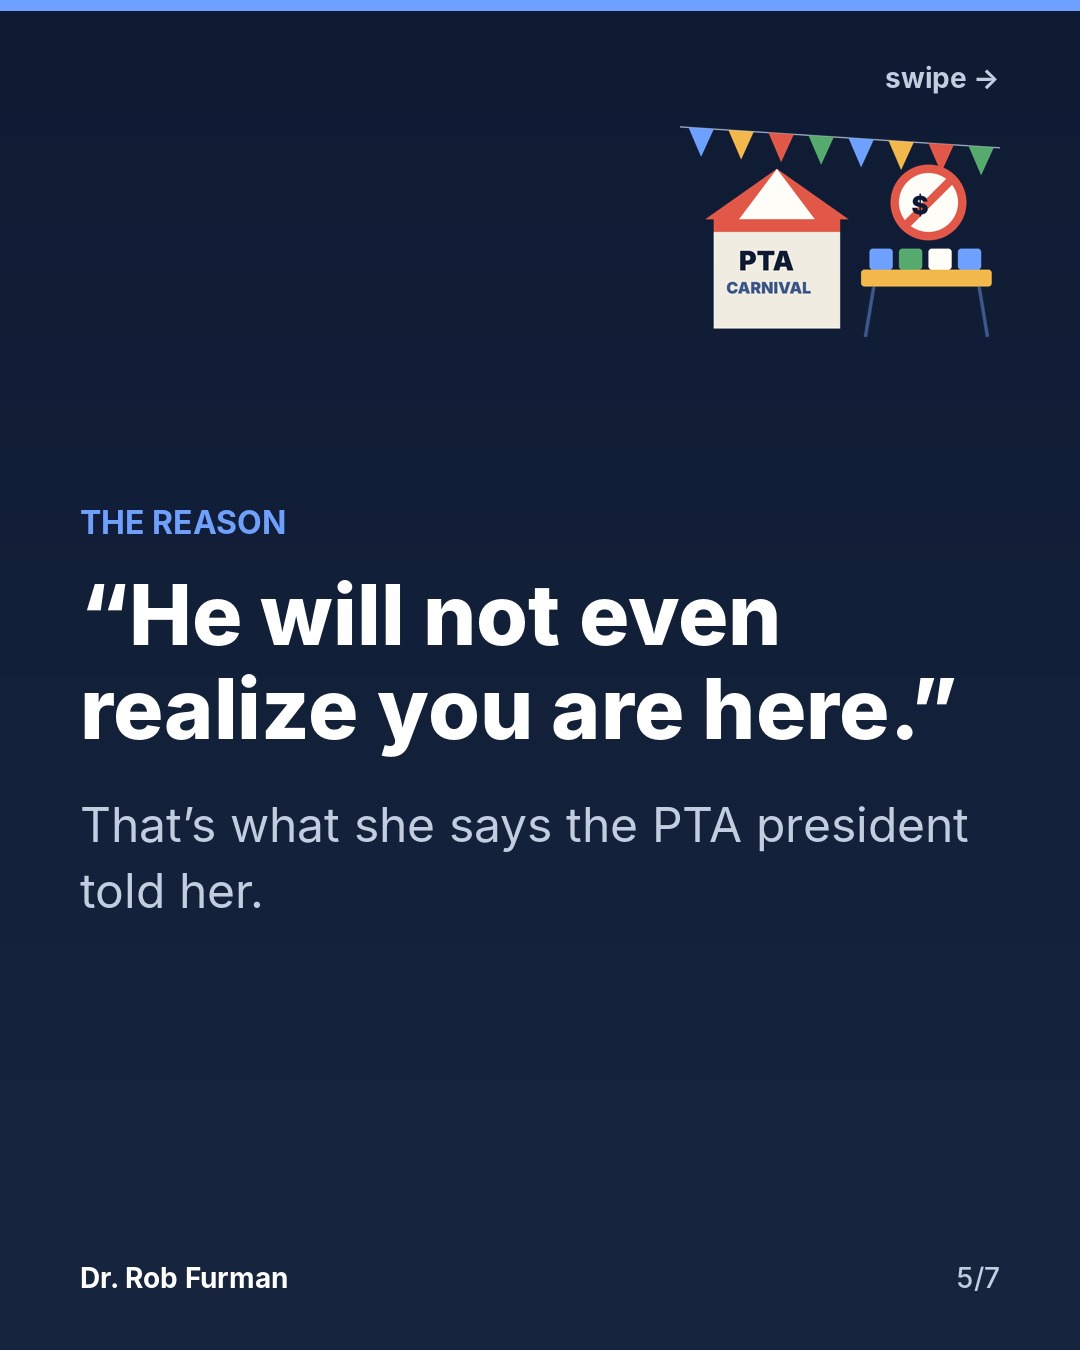 swipe →
$
PTA
CARNIVAL
THE REASON
“He will not even
realize you are here.”
That’s what she says the PTA president
told her.
Dr. Rob Furman
5/7